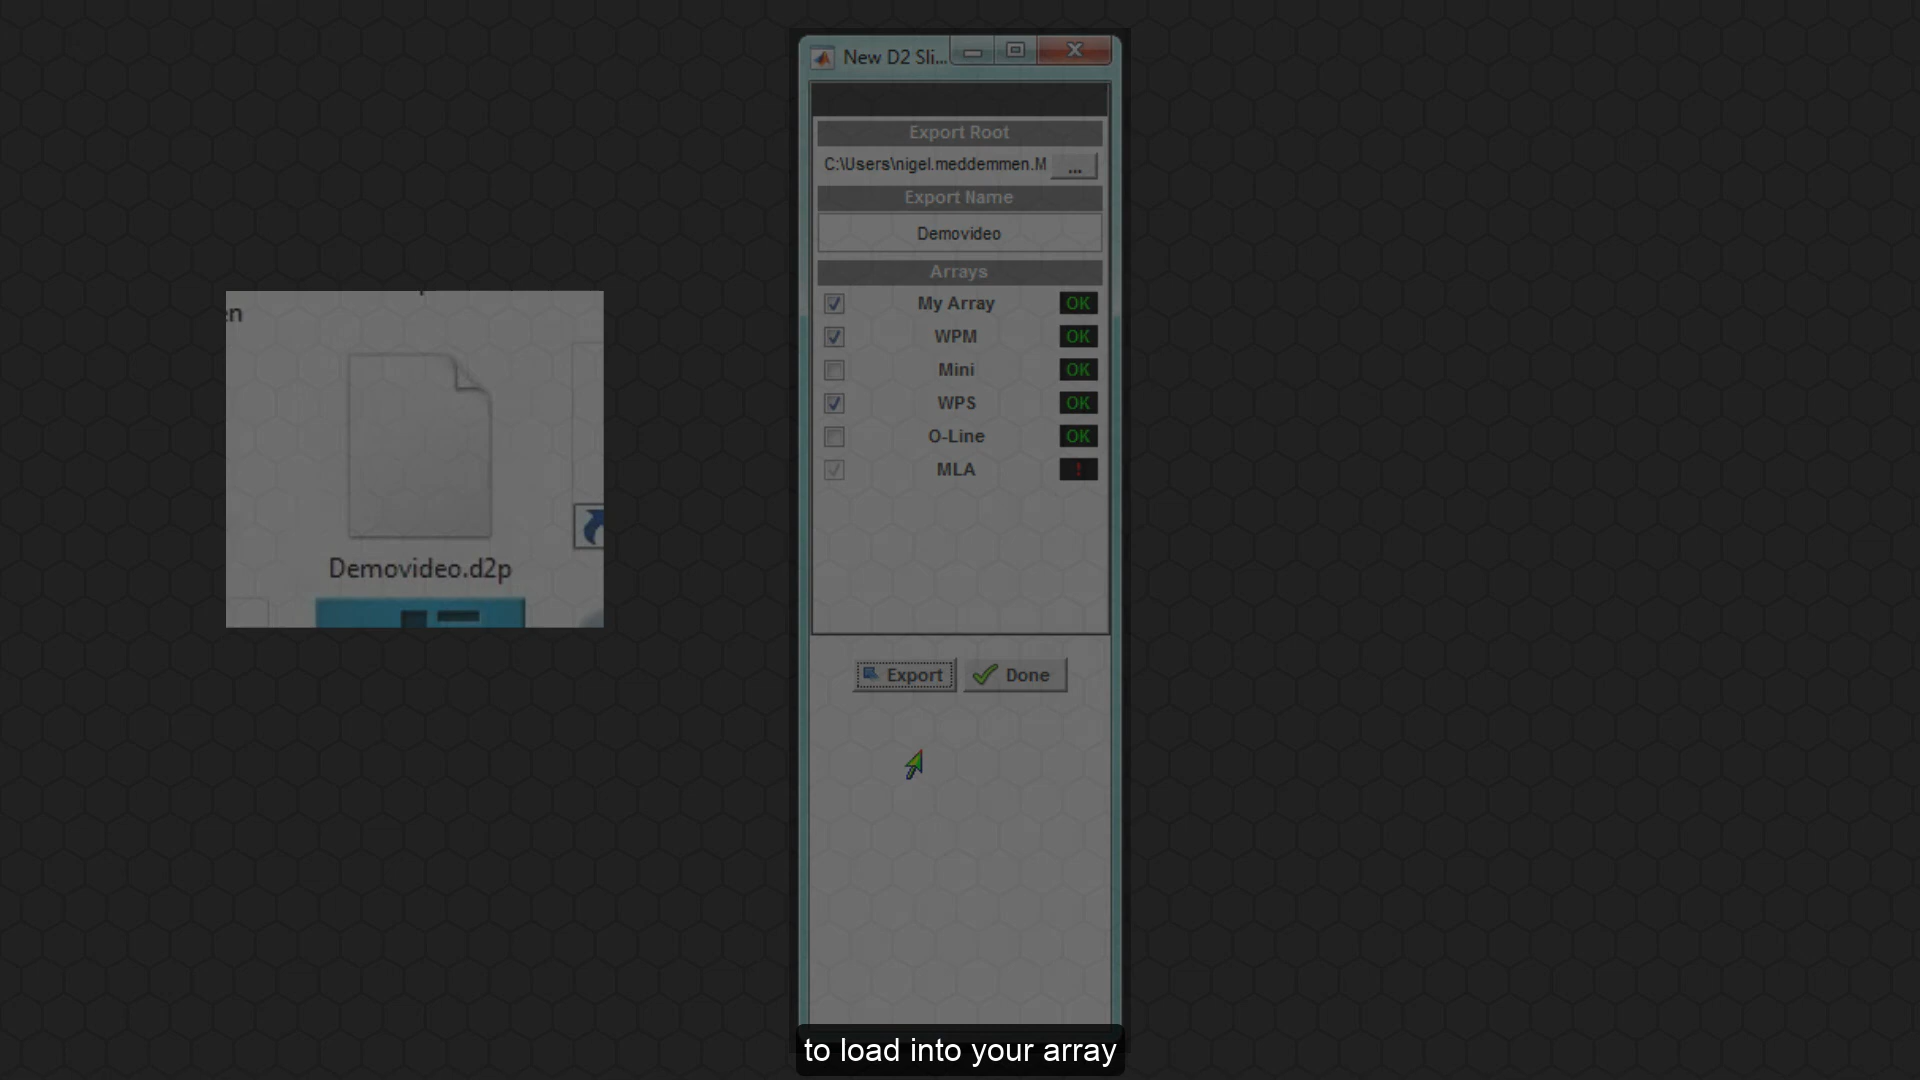 New D2 Sli...
Export Root
C:\Users\nigel.meddemmen.M
...
Export Name
Demovideo
Arrays
My Array OK
WPM OK
Mini OK
WPS OK
O-Line OK
MLA !
Export
Done
en
Demovideo.d2p
to load into your array